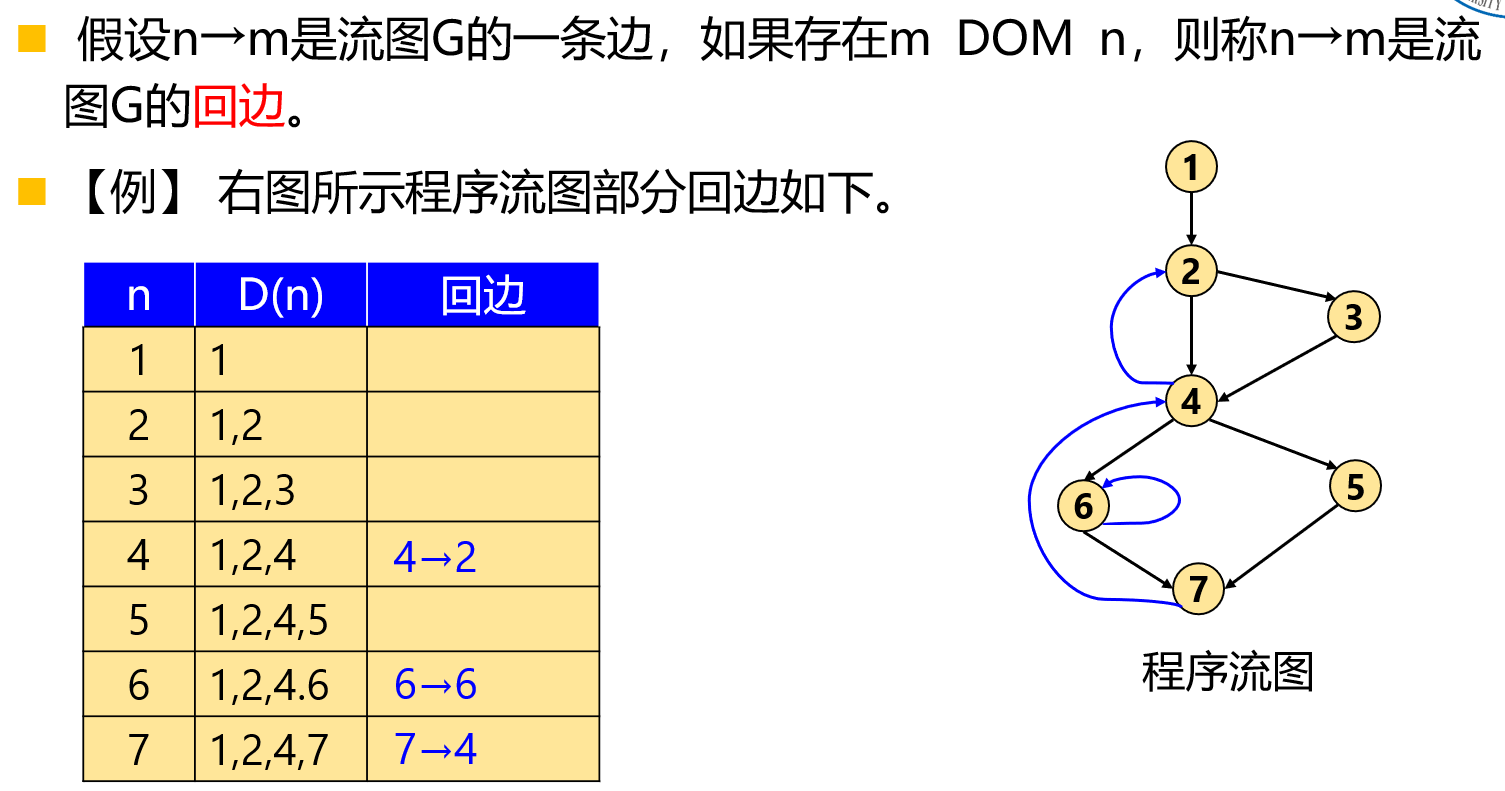 假设n→m是流图G的一条边，如果存在m DOM n，则称n→m是流
图G的回边。
【例】 右图所示程序流图部分回边如下。
n D(n) 回边
1 1
2 1,2
3 1,2,3
4 1,2,4 4→2
5 1,2,4,5
6 1,2,4.6 6→6
7 1,2,4,7 7→4
1
2
3
4
5
6
7
程序流图